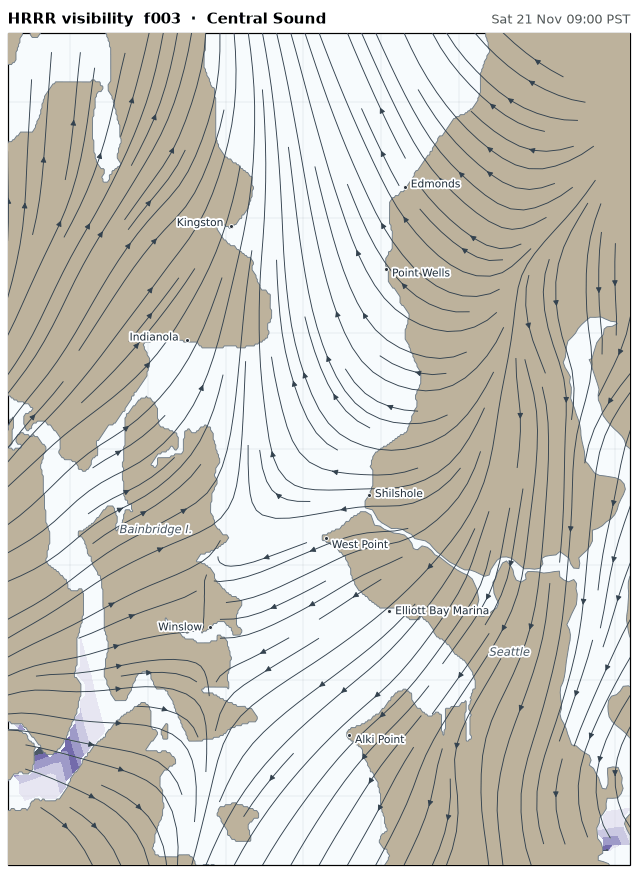 HRRR visibility f003 · Central Sound
Sat 21 Nov 09:00 PST
Edmonds
Kingston
Point Wells
Indianola
Shilshole
Bainbridge I.
West Point
Elliott Bay Marina
Winslow
Seattle
Alki Point